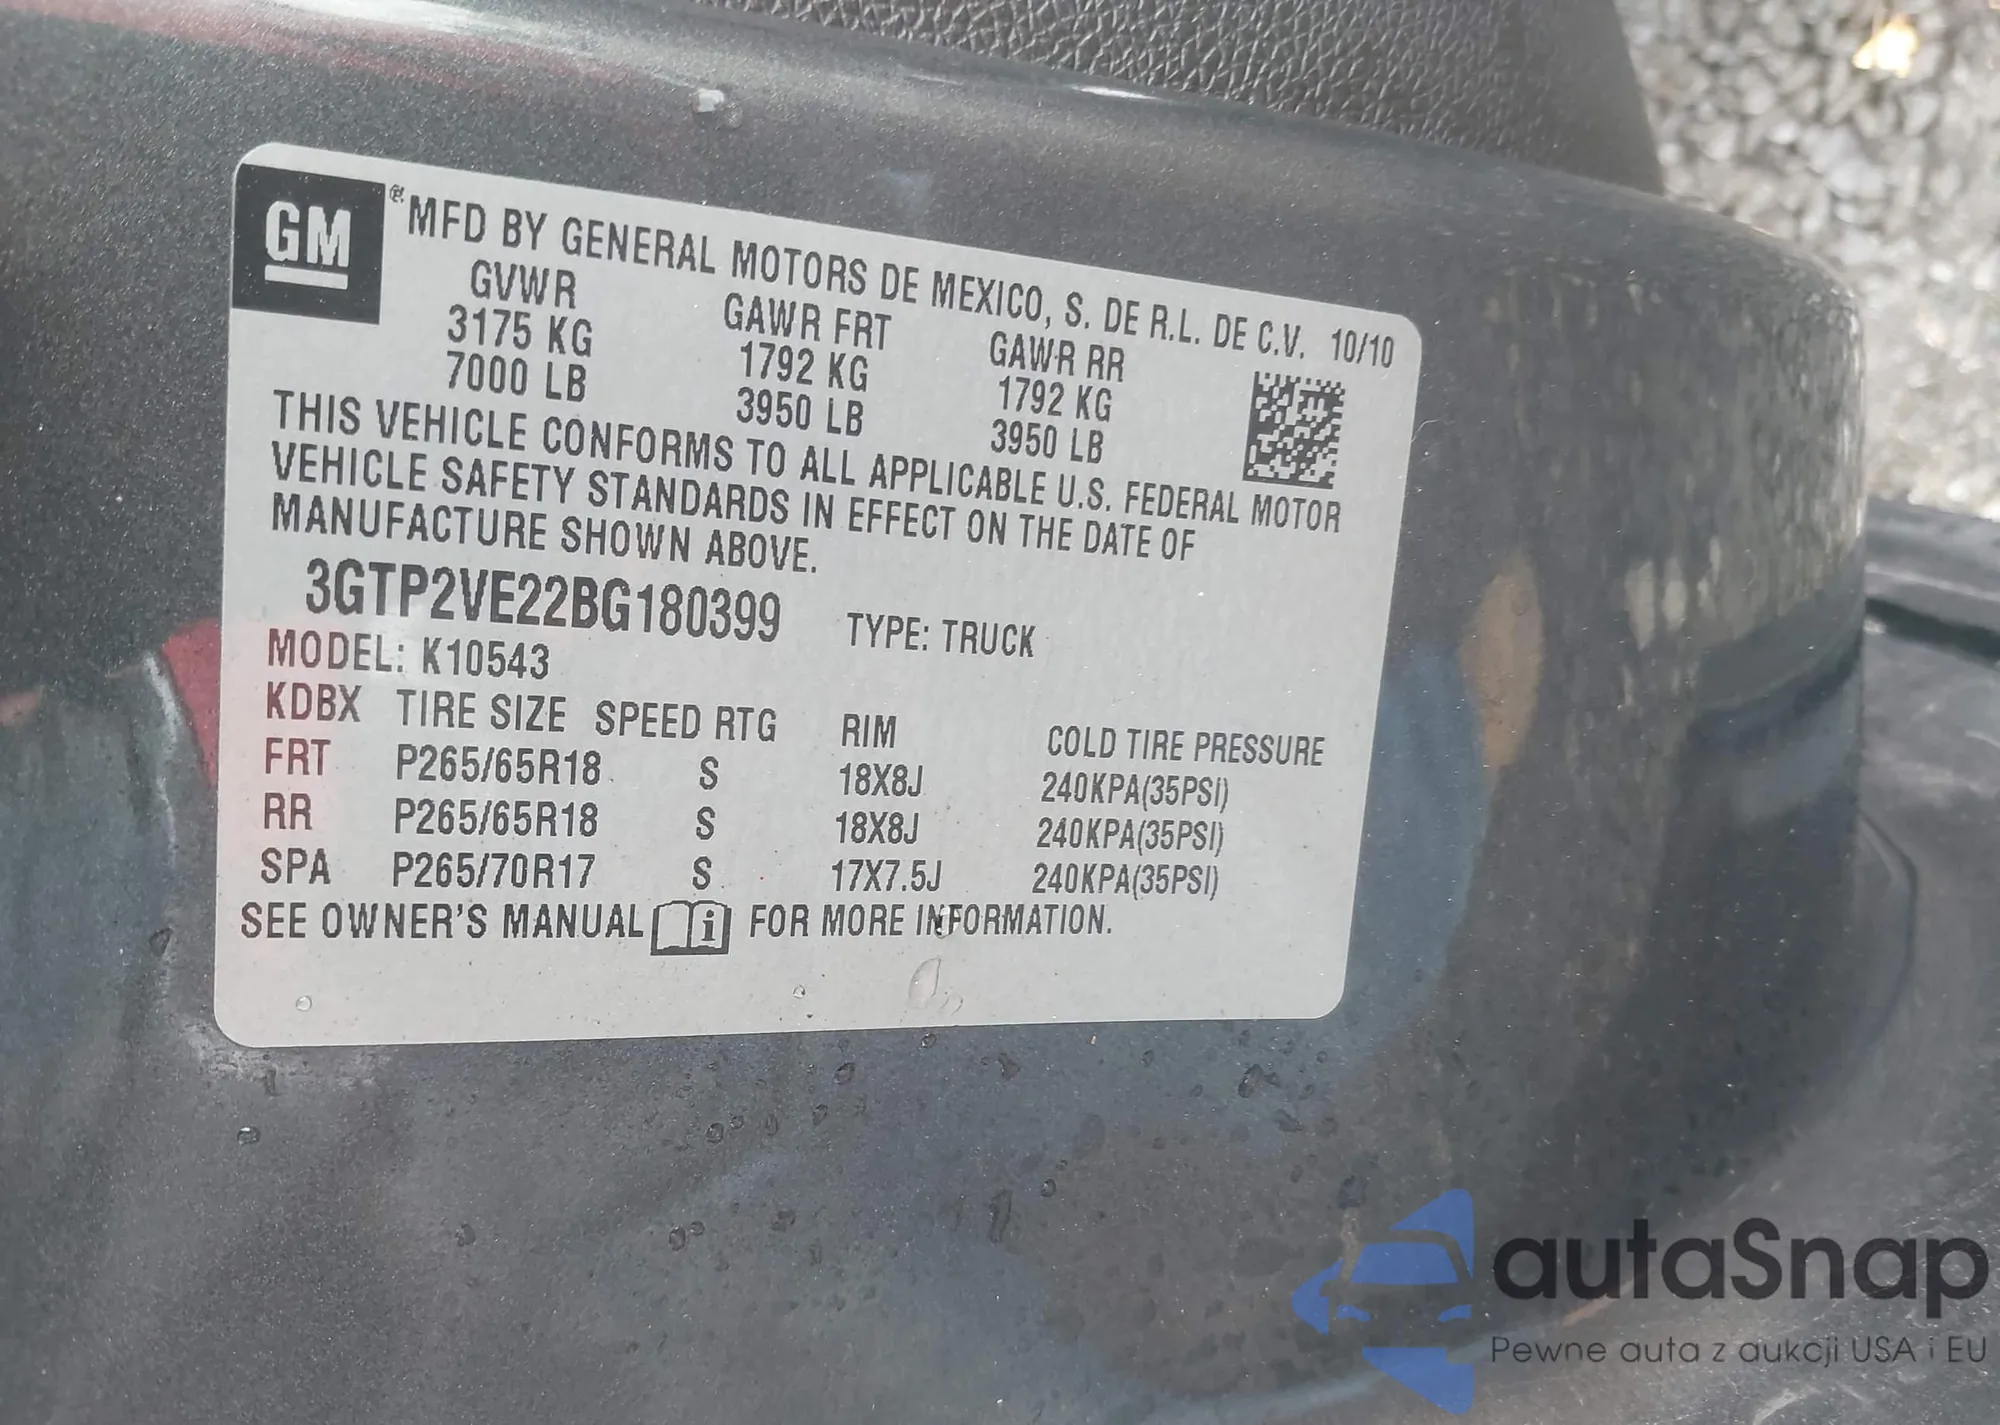 GM ® MFD BY GENERAL MOTORS DE MEXICO, S. DE R.L. DE C.V. 10/10
GVWR GAWR FRT GAWR RR
3175 KG 1792 KG 1792 KG
7000 LB 3950 LB 3950 LB
THIS VEHICLE CONFORMS TO ALL APPLICABLE U.S. FEDERAL MOTOR
VEHICLE SAFETY STANDARDS IN EFFECT ON THE DATE OF
MANUFACTURE SHOWN ABOVE.
3GTP2VE22BG180399 TYPE: TRUCK
MODEL: K10543
KDBX TIRE SIZE SPEED RTG RIM COLD TIRE PRESSURE
FRT P265/65R18 S 18X8J 240KPA(35PSI)
RR P265/65R18 S 18X8J 240KPA(35PSI)
SPA P265/70R17 S 17X7.5J 240KPA(35PSI)
SEE OWNER'S MANUAL i FOR MORE INFORMATION.
autaSnap
Pewne auta z aukcji USA i EU